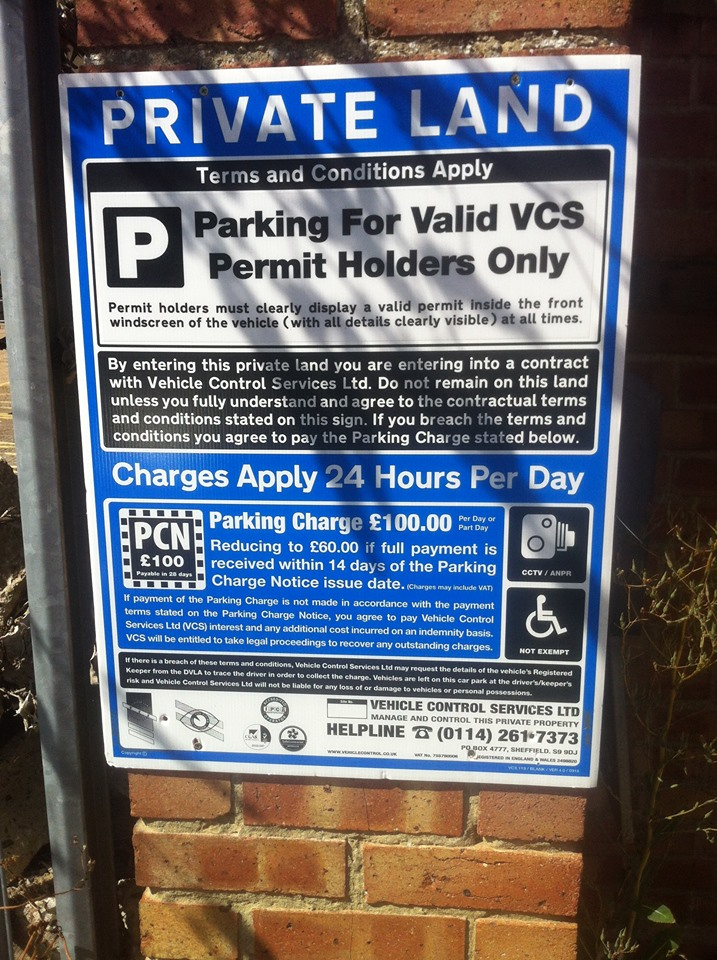 PRIVATE LAND
Terms and Conditions Apply
P
Parking For Valid VCS
Permit Holders Only
Permit holders must clearly display a valid permit inside the front
windscreen of the vehicle (with all details clearly visible) at all times.
By entering this private land you are entering into a contract
with Vehicle Control Services Ltd. Do not remain on this land
unless you fully understand and agree to the contractual terms
and conditions stated on this sign. If you breach the terms and
conditions you agree to pay the Parking Charge stated below.
Charges Apply 24 Hours Per Day
PCN
£100
Payable in 28 days
Parking Charge £100.00 Per Day or
Part Day
Reducing to £60.00 if full payment is
received within 14 days of the Parking
Charge Notice issue date. (Charges may include VAT)
CCTV / ANPR
If payment of the Parking Charge is not made in accordance with the payment
terms stated on the Parking Charge Notice, you agree to pay Vehicle Control
Services Ltd (VCS) interest and any additional cost incurred on an indemnity basis.
VCS will be entitled to take legal proceedings to recover any outstanding charges.
NOT EXEMPT
If there is a breach of these terms and conditions, Vehicle Control Services Ltd may request the details of the vehicle's Registered
Keeper from the DVLA to trace the driver in order to collect the charge. Vehicles are left on this car park at the driver's/keeper's
risk and Vehicle Control Services Ltd will not be liable for any loss of or damage to vehicles or personal possessions.
VEHICLE CONTROL SERVICES LTD
MANAGE AND CONTROL THIS PRIVATE PROPERTY
HELPLINE ☎ (0114) 261 7373
PO BOX 4777, SHEFFIELD. S9 9DJ
WWW.VEHICLECONTROL.CO.UK
REGISTERED IN ENGLAND & WALES
Copyright ©